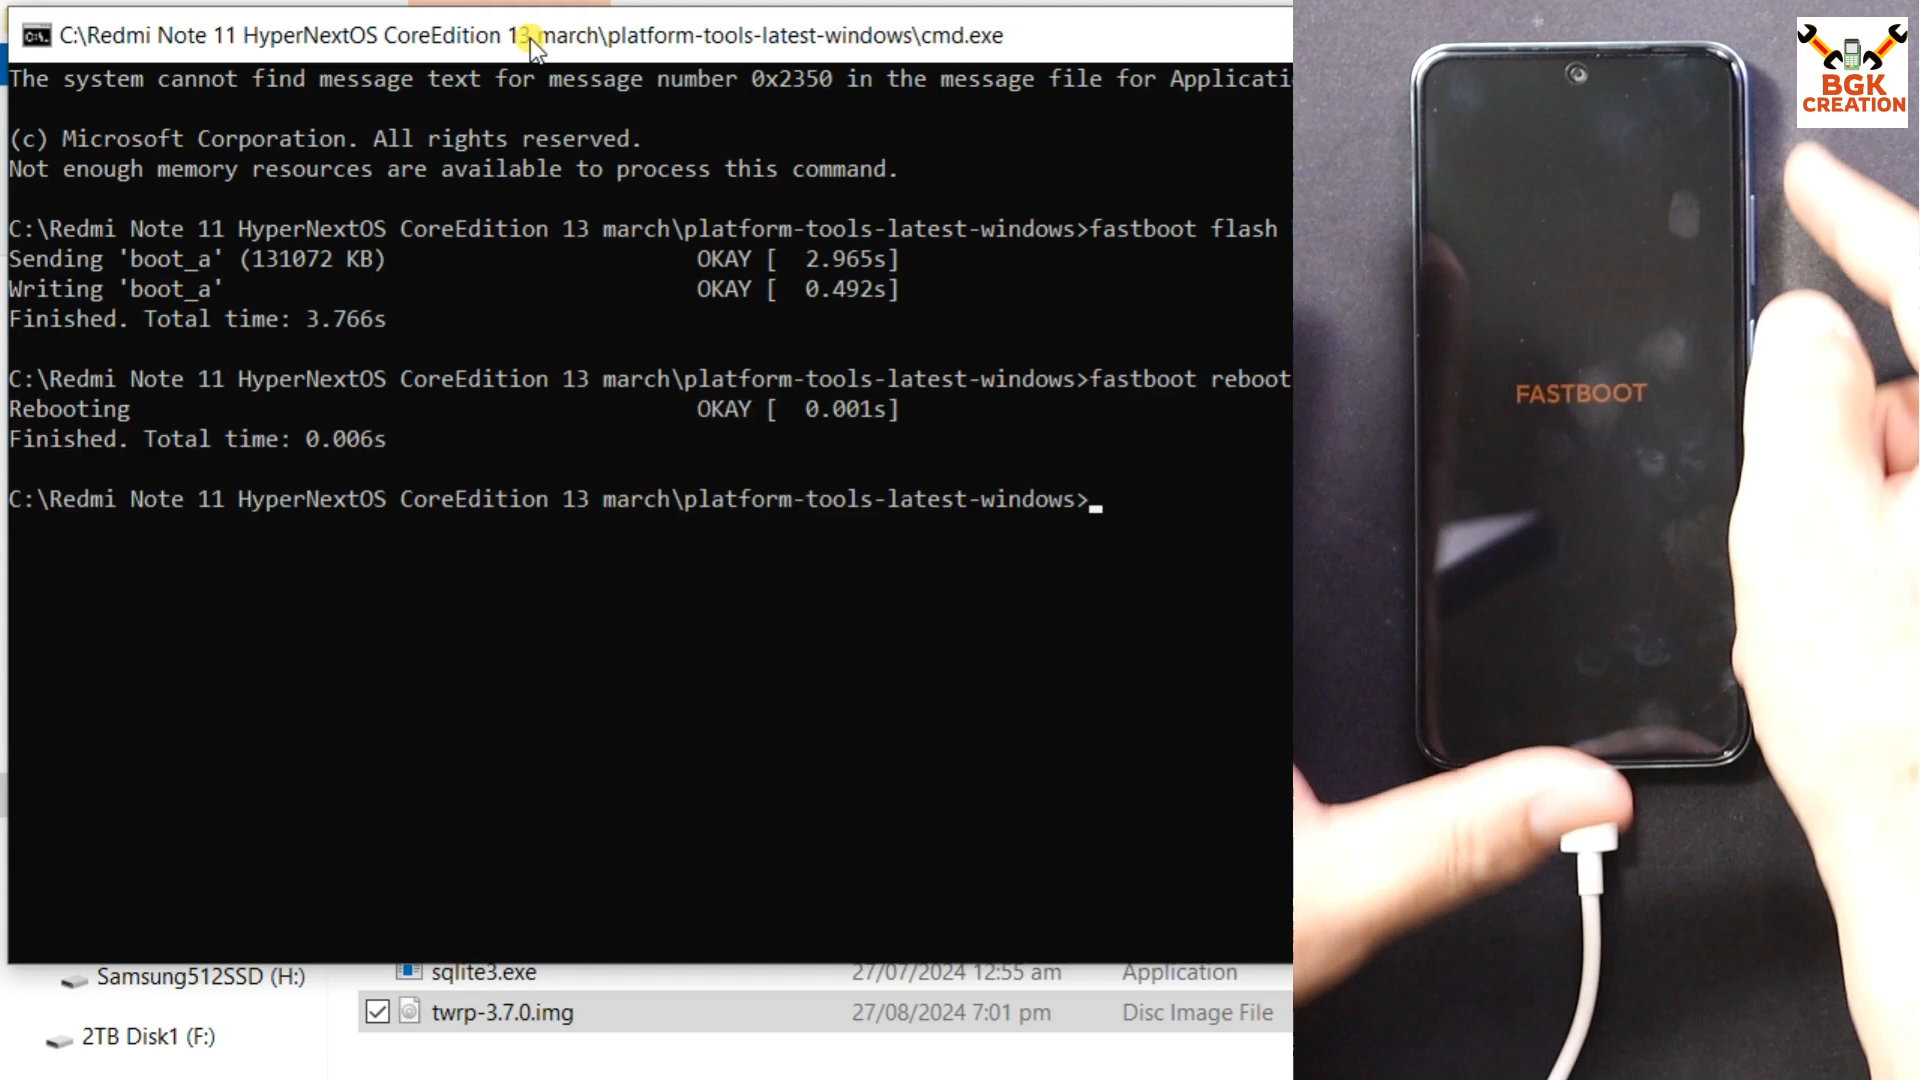 C:\Redmi Note 11 HyperNextOS CoreEdition 13 march\platform-tools-latest-windows\cmd.exe
The system cannot find message text for message number 0x2350 in the message file for Applicati
(c) Microsoft Corporation. All rights reserved.
Not enough memory resources are available to process this command.
C:\Redmi Note 11 HyperNextOS CoreEdition 13 march\platform-tools-latest-windows>fastboot flash
Sending 'boot_a' (131072 KB) OKAY [ 2.965s]
Writing 'boot_a' OKAY [ 0.492s]
Finished. Total time: 3.766s
C:\Redmi Note 11 HyperNextOS CoreEdition 13 march\platform-tools-latest-windows>fastboot reboot
Rebooting OKAY [ 0.001s]
Finished. Total time: 0.006s
C:\Redmi Note 11 HyperNextOS CoreEdition 13 march\platform-tools-latest-windows>
Samsung512SSD (H:)
2TB Disk1 (F:)
sqlite3.exe 27/07/2024 12:55 am Application
twrp-3.7.0.img 27/08/2024 7:01 pm Disc Image File
FASTBOOT
BGK
CREATION